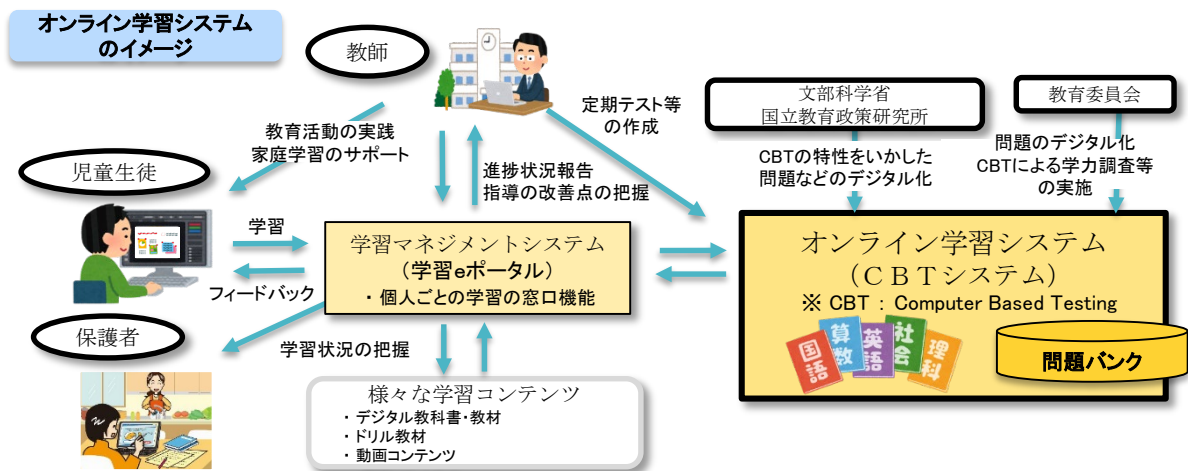 オンライン学習システム
のイメージ
教師
文部科学省
国立教育政策研究所
教育委員会
定期テスト等
の作成
教育活動の実践
家庭学習のサポート
進捗状況報告
指導の改善点の把握
CBTの特性をいかした
問題などのデジタル化
問題のデジタル化
CBTによる学力調査等
の実施
児童生徒
学習
フィードバック
学習マネジメントシステム
（学習eポータル）
・個人ごとの学習の窓口機能
オンライン学習システム
（ＣＢＴシステム）
※ CBT ： Computer Based Testing
国語
算数
英語
社会
理科
問題バンク
保護者
学習状況の把握
様々な学習コンテンツ
・デジタル教科書・教材
・ドリル教材
・動画コンテンツ